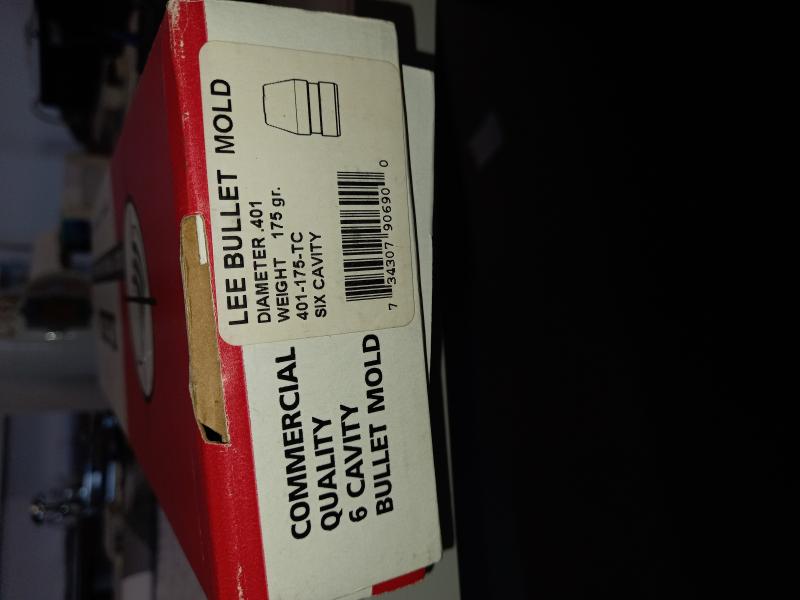 LEE BULLET MOLD
DIAMETER .401
WEIGHT 175 gr.
401-175-TC
SIX CAVITY
7 34307 90690 0
COMMERCIAL
QUALITY
6 CAVITY
BULLET MOLD